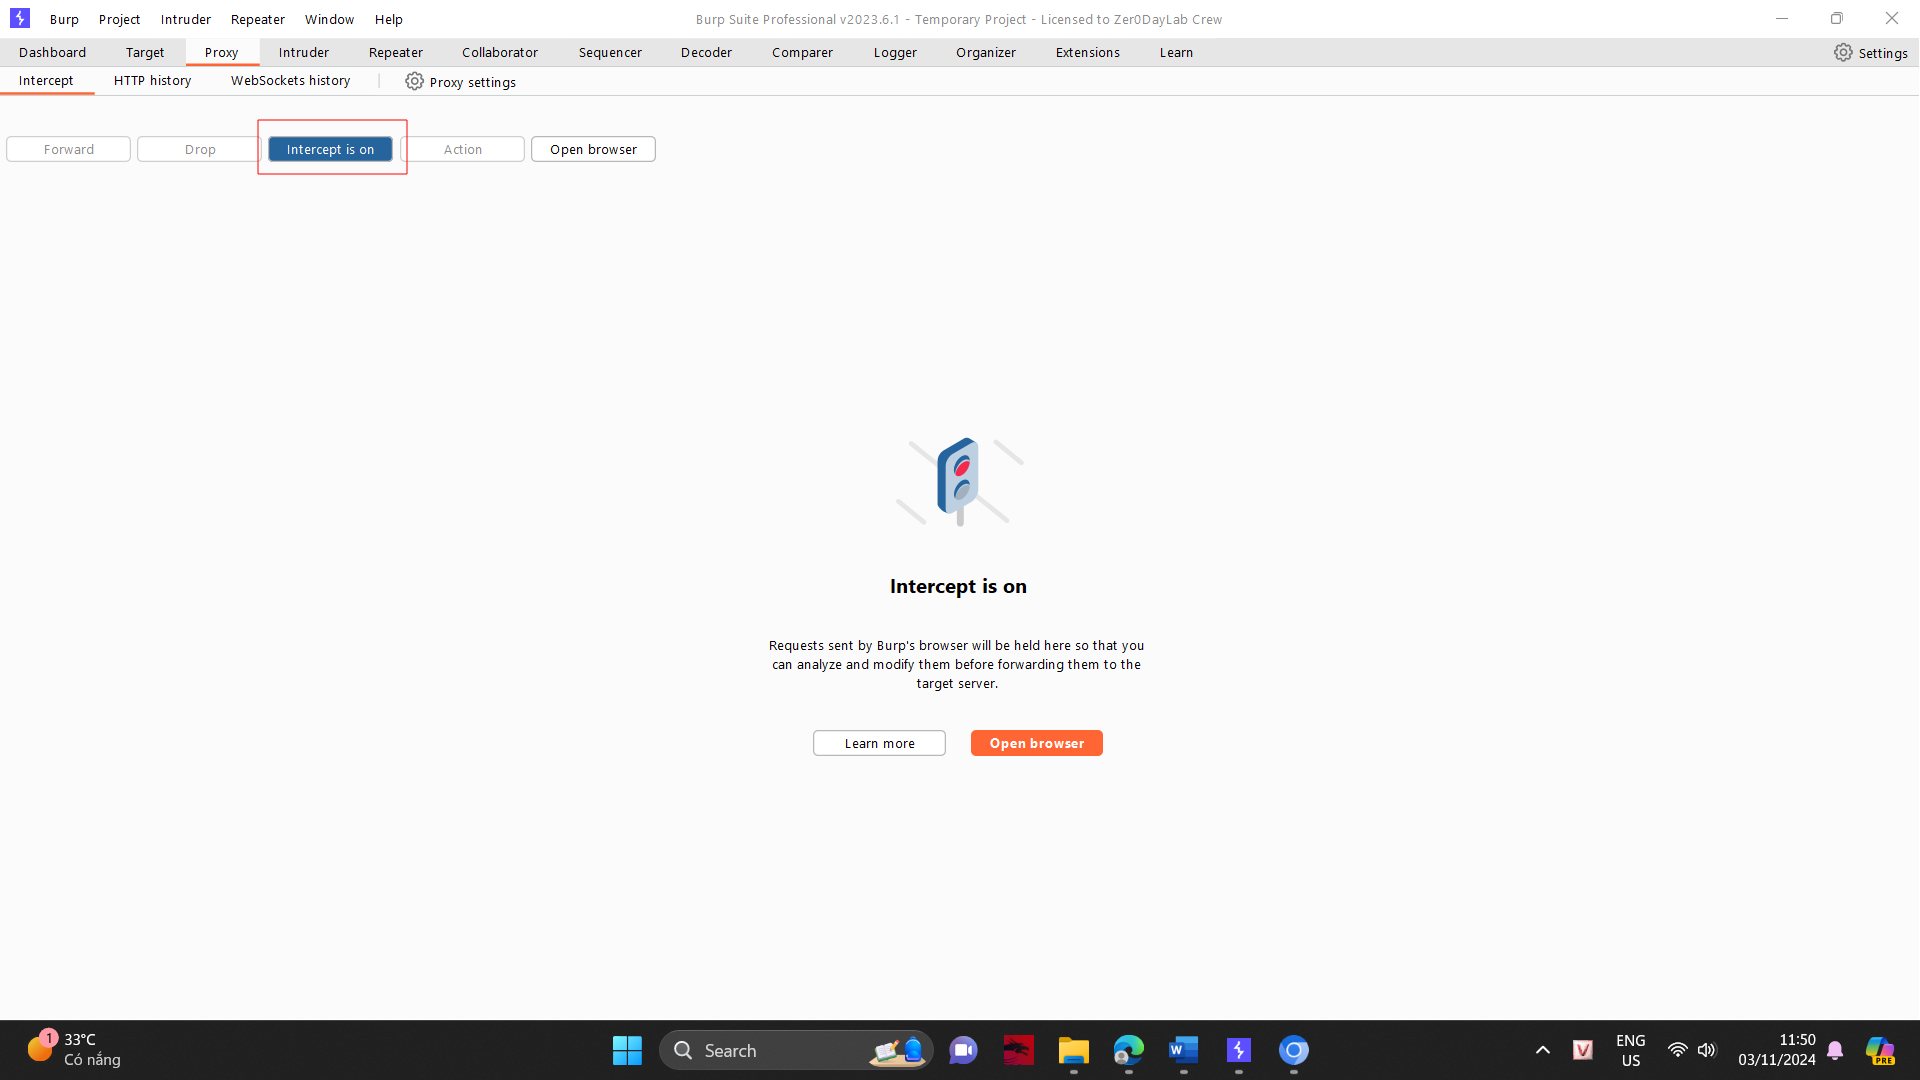 Burp Project Intruder Repeater Window Help
Burp Suite Professional v2023.6.1 - Temporary Project - Licensed to Zer0DayLab Crew
Dashboard Target Proxy Intruder Repeater Collaborator Sequencer Decoder Comparer Logger Organizer Extensions Learn Settings
Intercept HTTP history WebSockets history Proxy settings
Forward Drop Intercept is on Action Open browser
Intercept is on
Requests sent by Burp's browser will be held here so that you
can analyze and modify them before forwarding them to the
target server.
Learn more Open browser
1
33°C
Có nắng
Search
W
V
ENG
US
11:50
03/11/2024
PRE